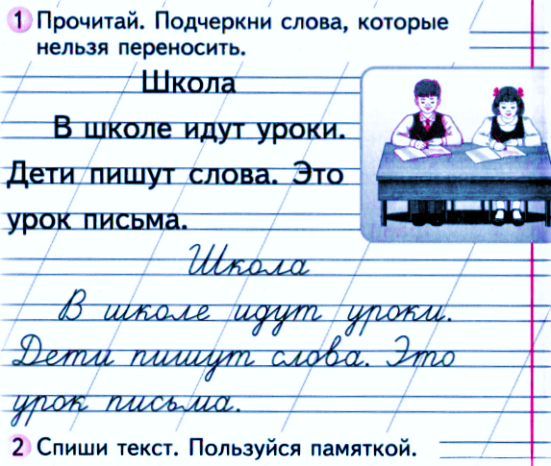 1 Прочитай. Подчеркни слова, которые
нельзя переносить.
Школа
В школе идут уроки.
Дети пишут слова. Это
урок письма.
Школа
В школе идут уроки.
Дети пишут слова. Это
урок письма.
2 Спиши текст. Пользуйся памяткой.